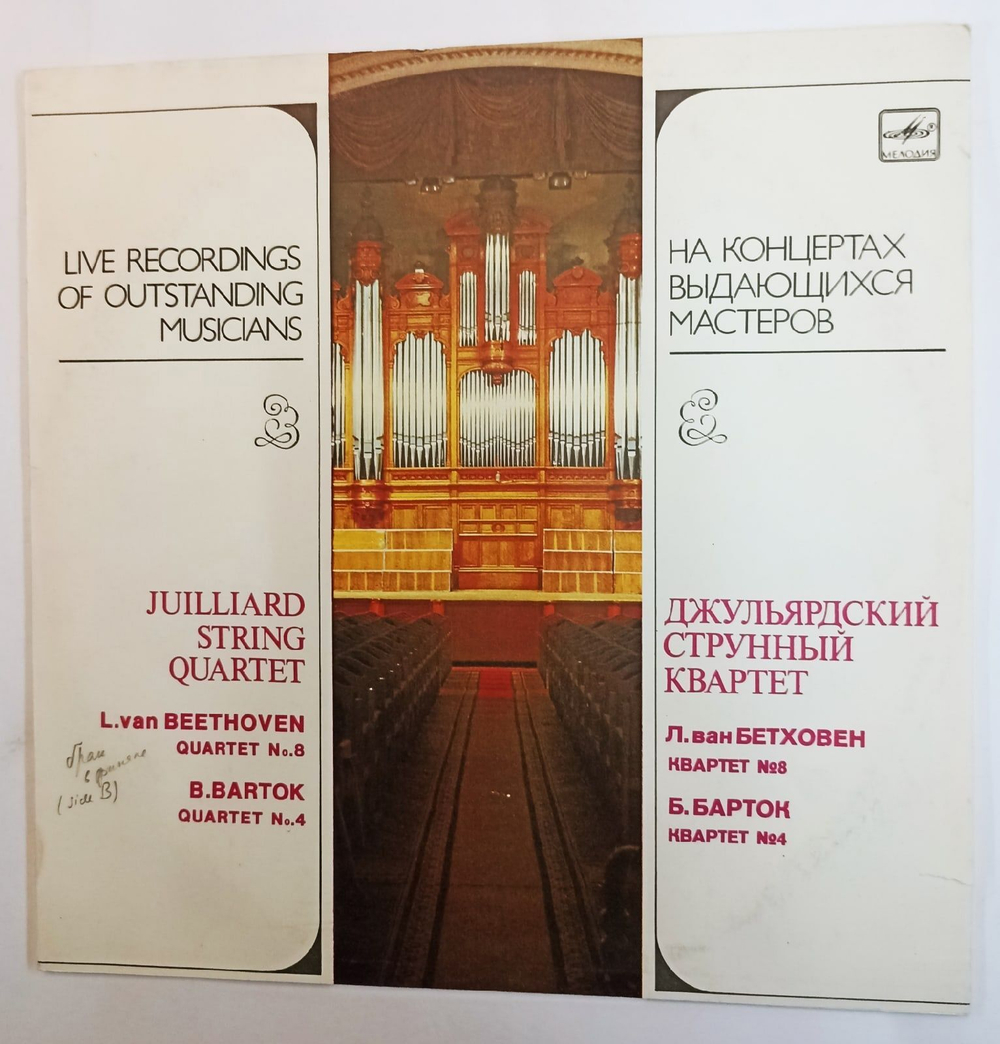 LIVE RECORDINGS
OF OUTSTANDING
MUSICIANS
JUILLIARD
STRING
QUARTET
L.van BEETHOVEN
QUARTET No.8
B.BARTOK
QUARTET No.4
брак
в
(side B)
МЕЛОДИЯ
НА КОНЦЕРТАХ
ВЫДАЮЩИХСЯ
МАСТЕРОВ
ДЖУЛЬЯРДСКИЙ
СТРУННЫЙ
КВАРТЕТ
Л.ван БЕТХОВЕН
КВАРТЕТ №8
Б.БАРТОК
КВАРТЕТ №4